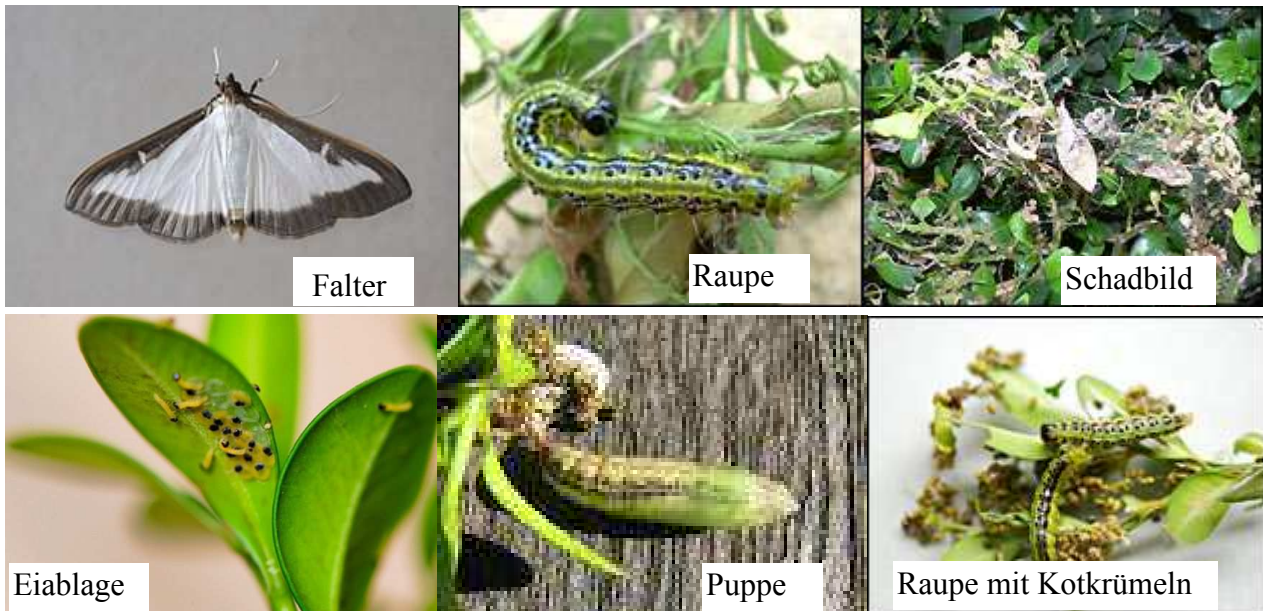 Falter
Raupe
Schadbild
Eiablage
Puppe
Raupe mit Kotkrümeln